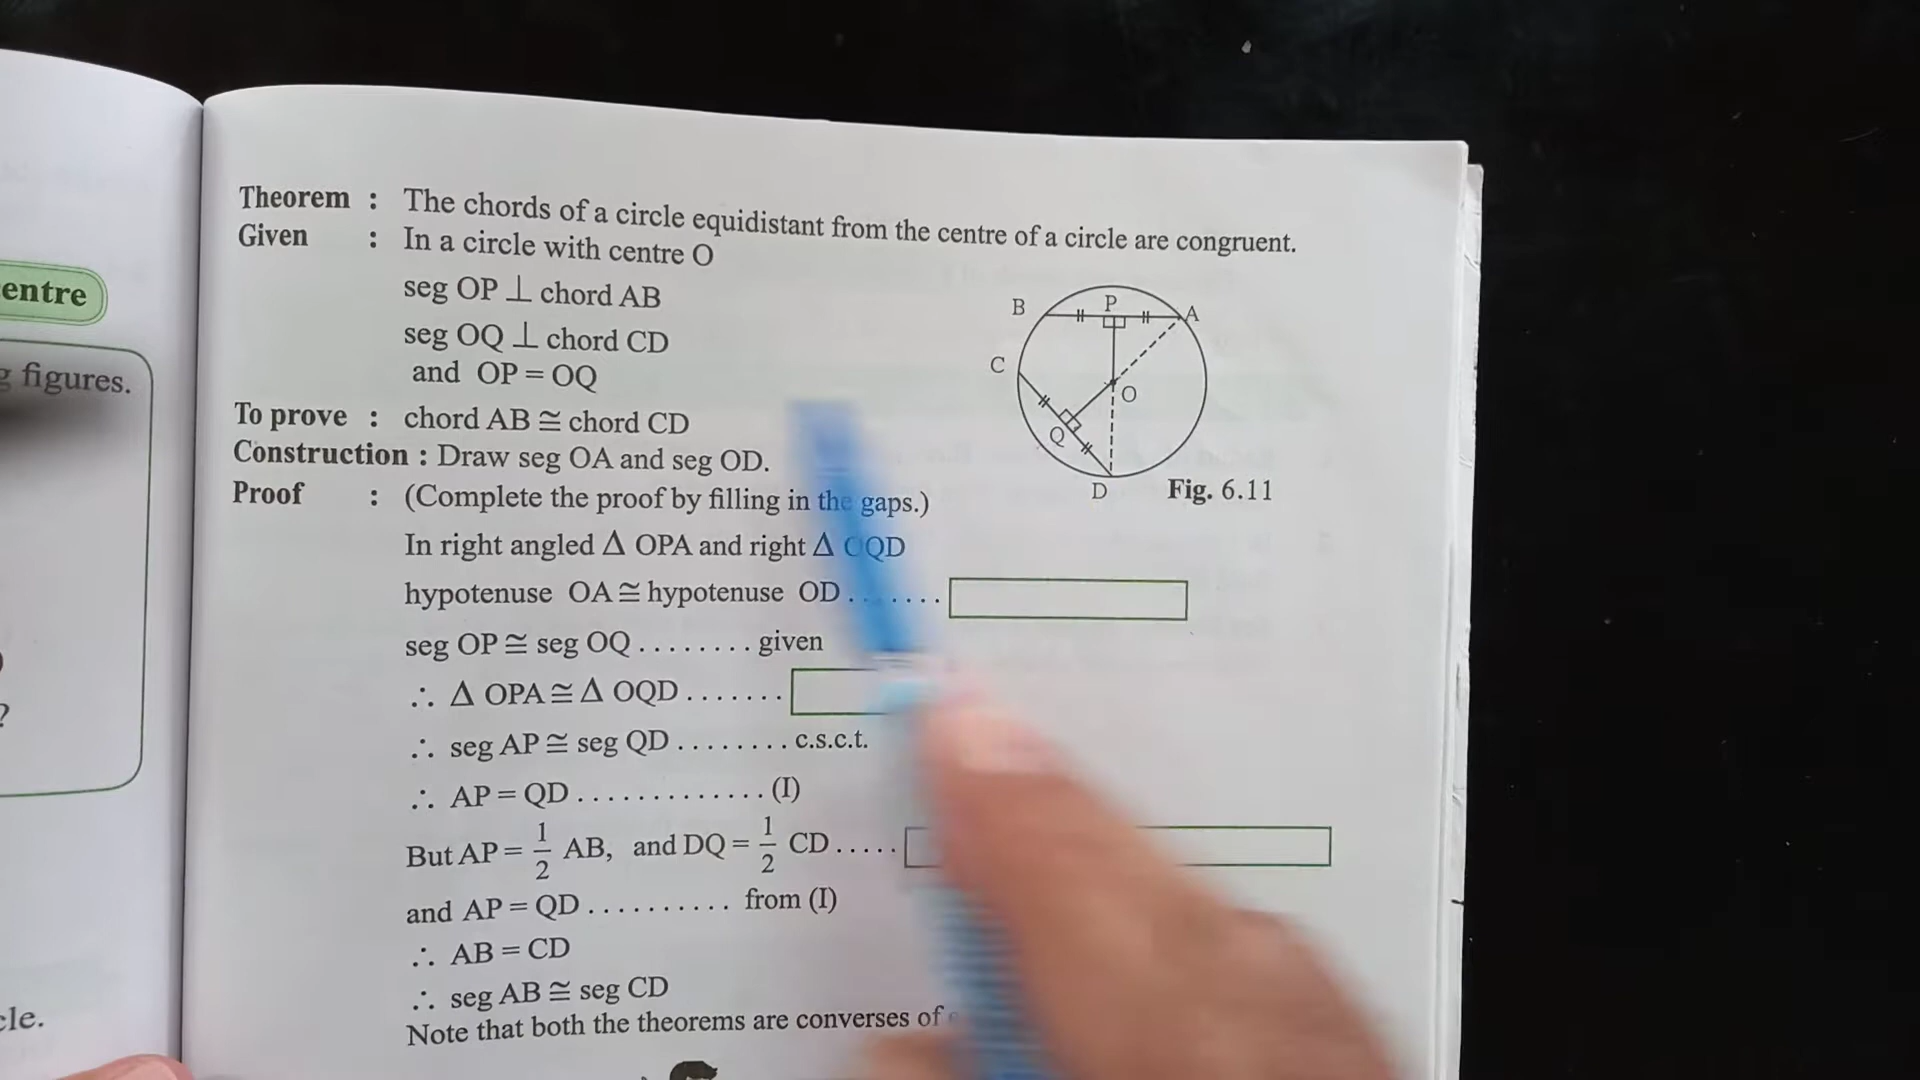 entre
figures.
?
cle.
Theorem : The chords of a circle equidistant from the centre of a circle are congruent.
Given : In a circle with centre O
seg OP ⊥ chord AB
seg OQ ⊥ chord CD
and OP = OQ
To prove : chord AB ≅ chord CD
Construction : Draw seg OA and seg OD.
Proof : (Complete the proof by filling in the gaps.)
In right angled Δ OPA and right Δ OQD
hypotenuse OA ≅ hypotenuse OD . . . . . . .
seg OP ≅ seg OQ . . . . . . . . given
∴ Δ OPA ≅ Δ OQD . . . . . . .
∴ seg AP ≅ seg QD . . . . . . . . c.s.c.t.
∴ AP = QD . . . . . . . . . . . . . (I)
But AP = 1/2 AB, and DQ = 1/2 CD . . . . .
and AP = QD . . . . . . . . . . from (I)
∴ AB = CD
∴ seg AB ≅ seg CD
Note that both the theorems are converses of
B P A
C
O
Q
D
Fig. 6.11